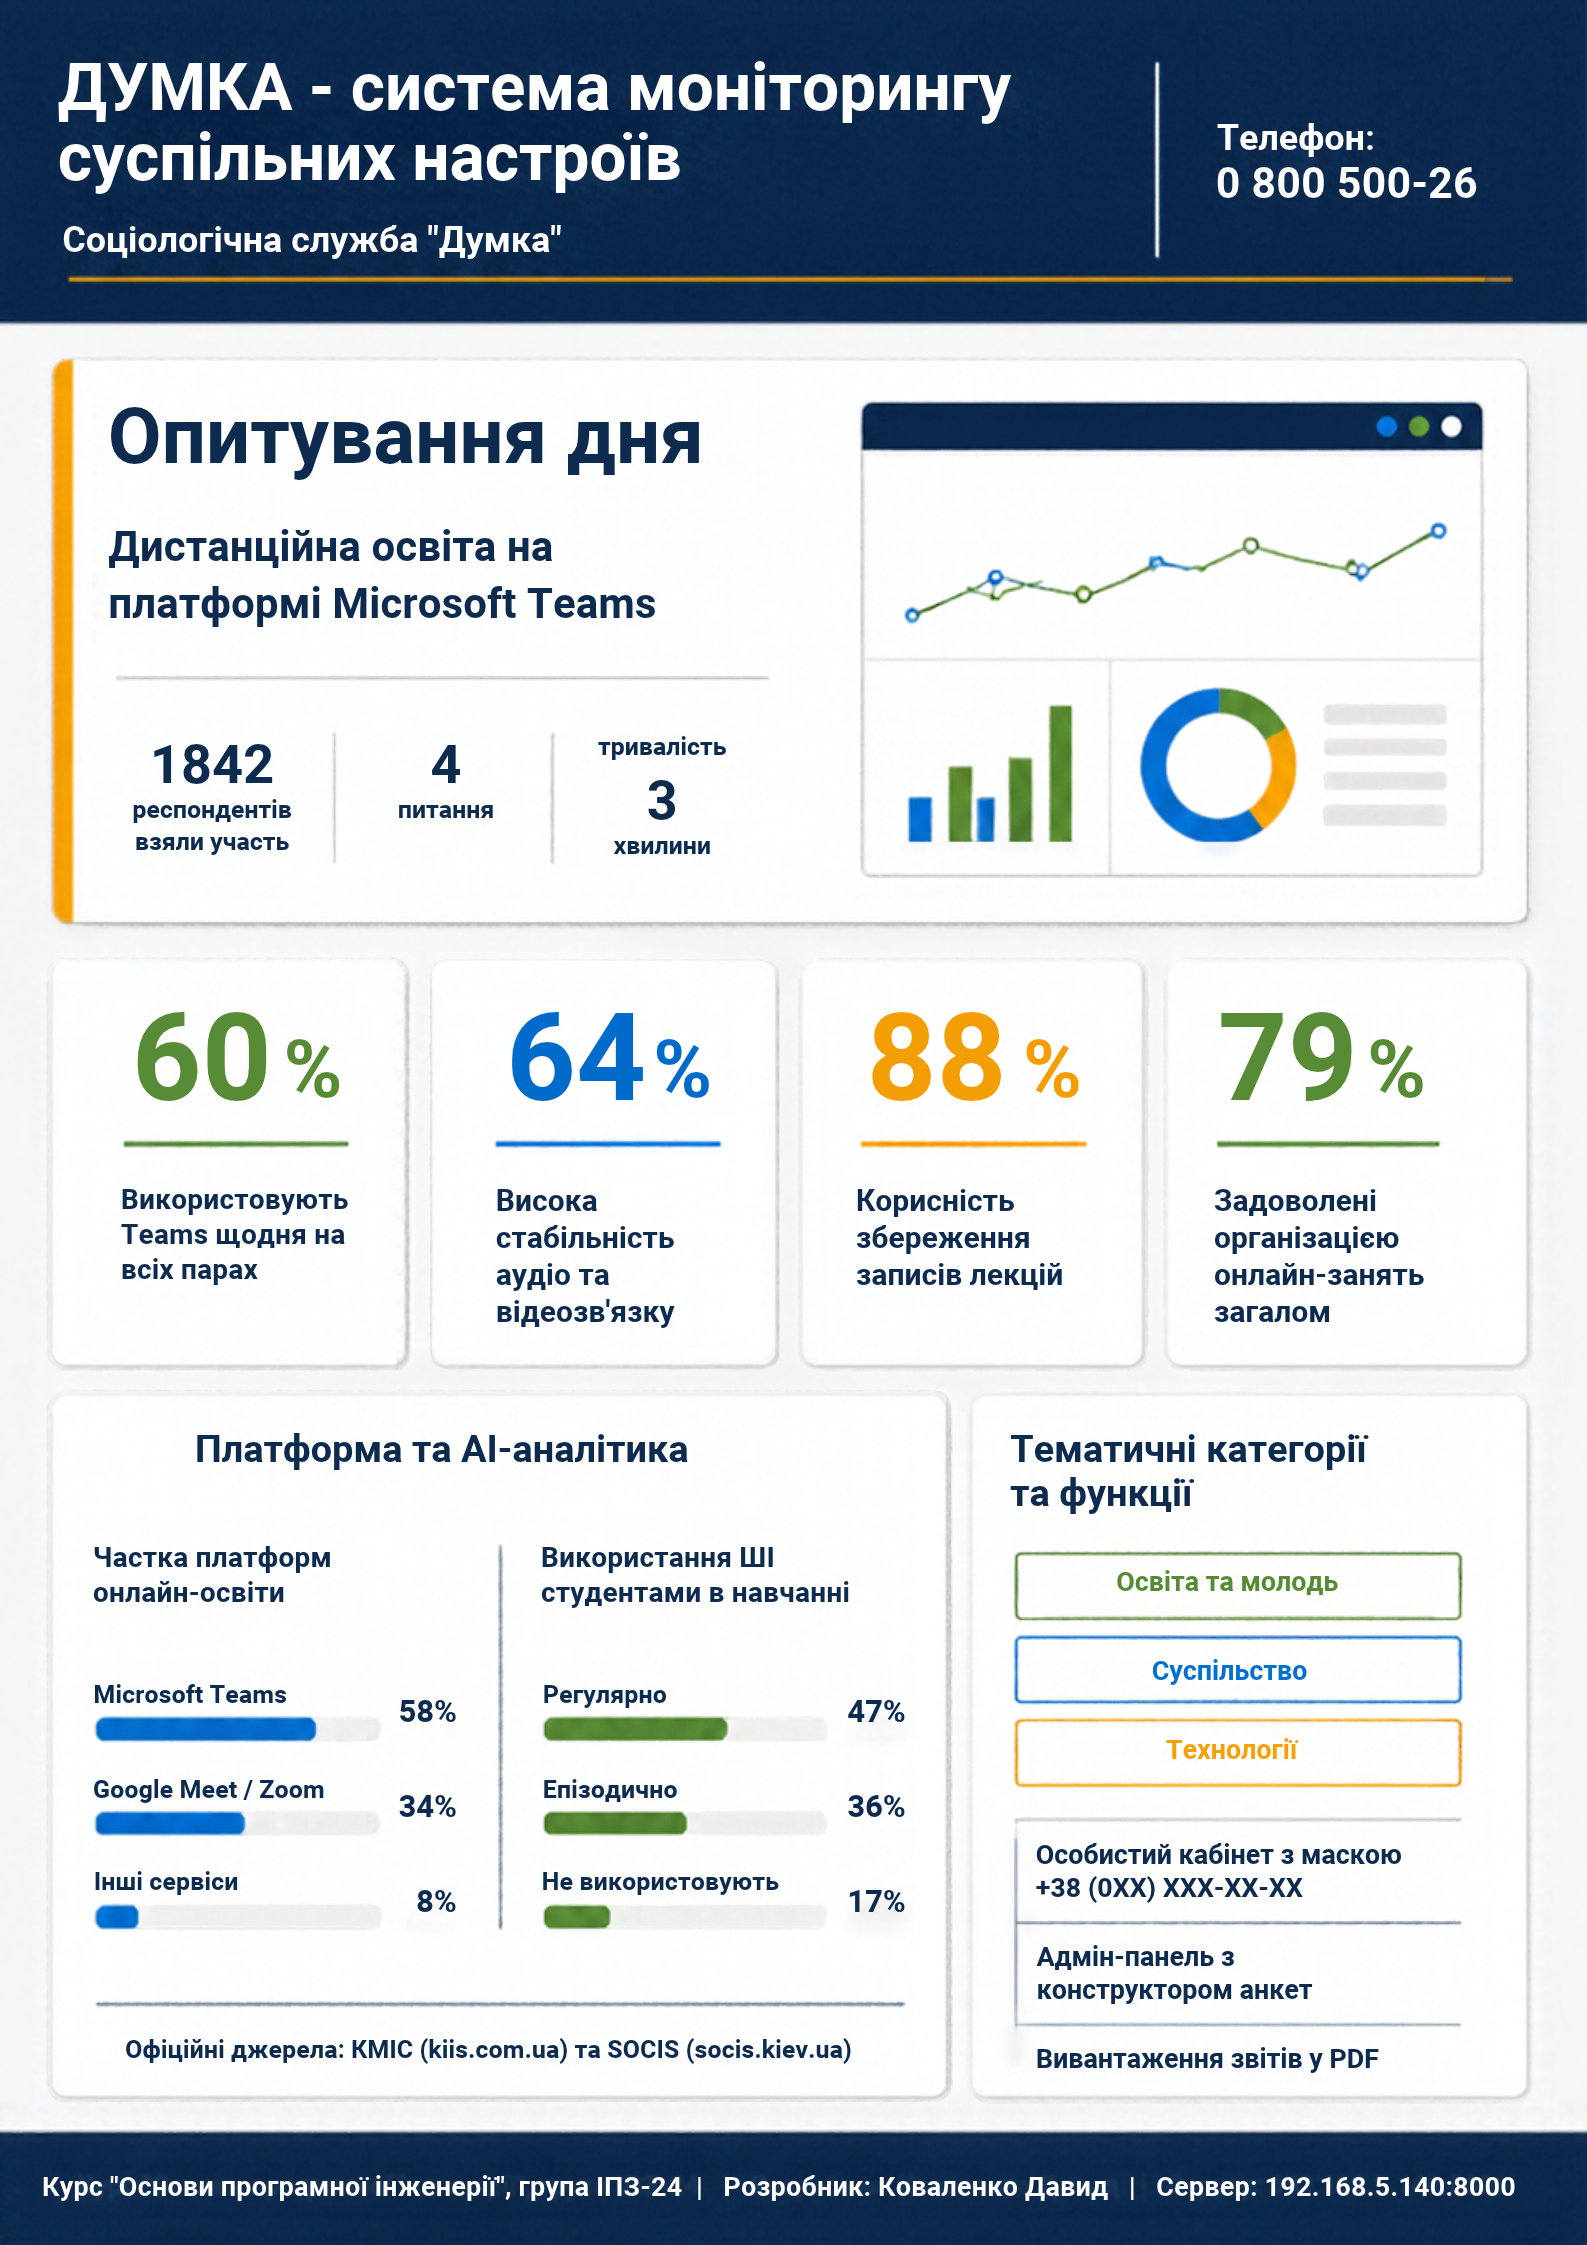 ДУМКА - система моніторингу
суспільних настроїв
Соціологічна служба "Думка"
Телефон:
0 800 500-26
Опитування дня
Дистанційна освіта на
платформі Microsoft Teams
1842
респондентів
взяли участь
4
питання
тривалість
3
хвилини
60 %
Використовують
Teams щодня на
всіх парах
64 %
Висока
стабільність
аудіо та
відеозв'язку
88 %
Корисність
збереження
записів лекцій
79 %
Задоволені
організацією
онлайн-занять
загалом
Платформа та AI-аналітика
Частка платформ
онлайн-освіти
Microsoft Teams
58%
Google Meet / Zoom
34%
Інші сервіси
8%
Використання ШІ
студентами в навчанні
Регулярно
47%
Епізодично
36%
Не використовують
17%
Офіційні джерела: КМІС (kiis.com.ua) та SOCIS (socis.kiev.ua)
Тематичні категорії
та функції
Освіта та молодь
Суспільство
Технології
Особистий кабінет з маскою
+38 (0XX) XXX-XX-XX
Адмін-панель з
конструктором анкет
Вивантаження звітів у PDF
Курс "Основи програмної інженерії", група ІПЗ-24 | Розробник: Коваленко Давид | Сервер: 192.168.5.140:8000